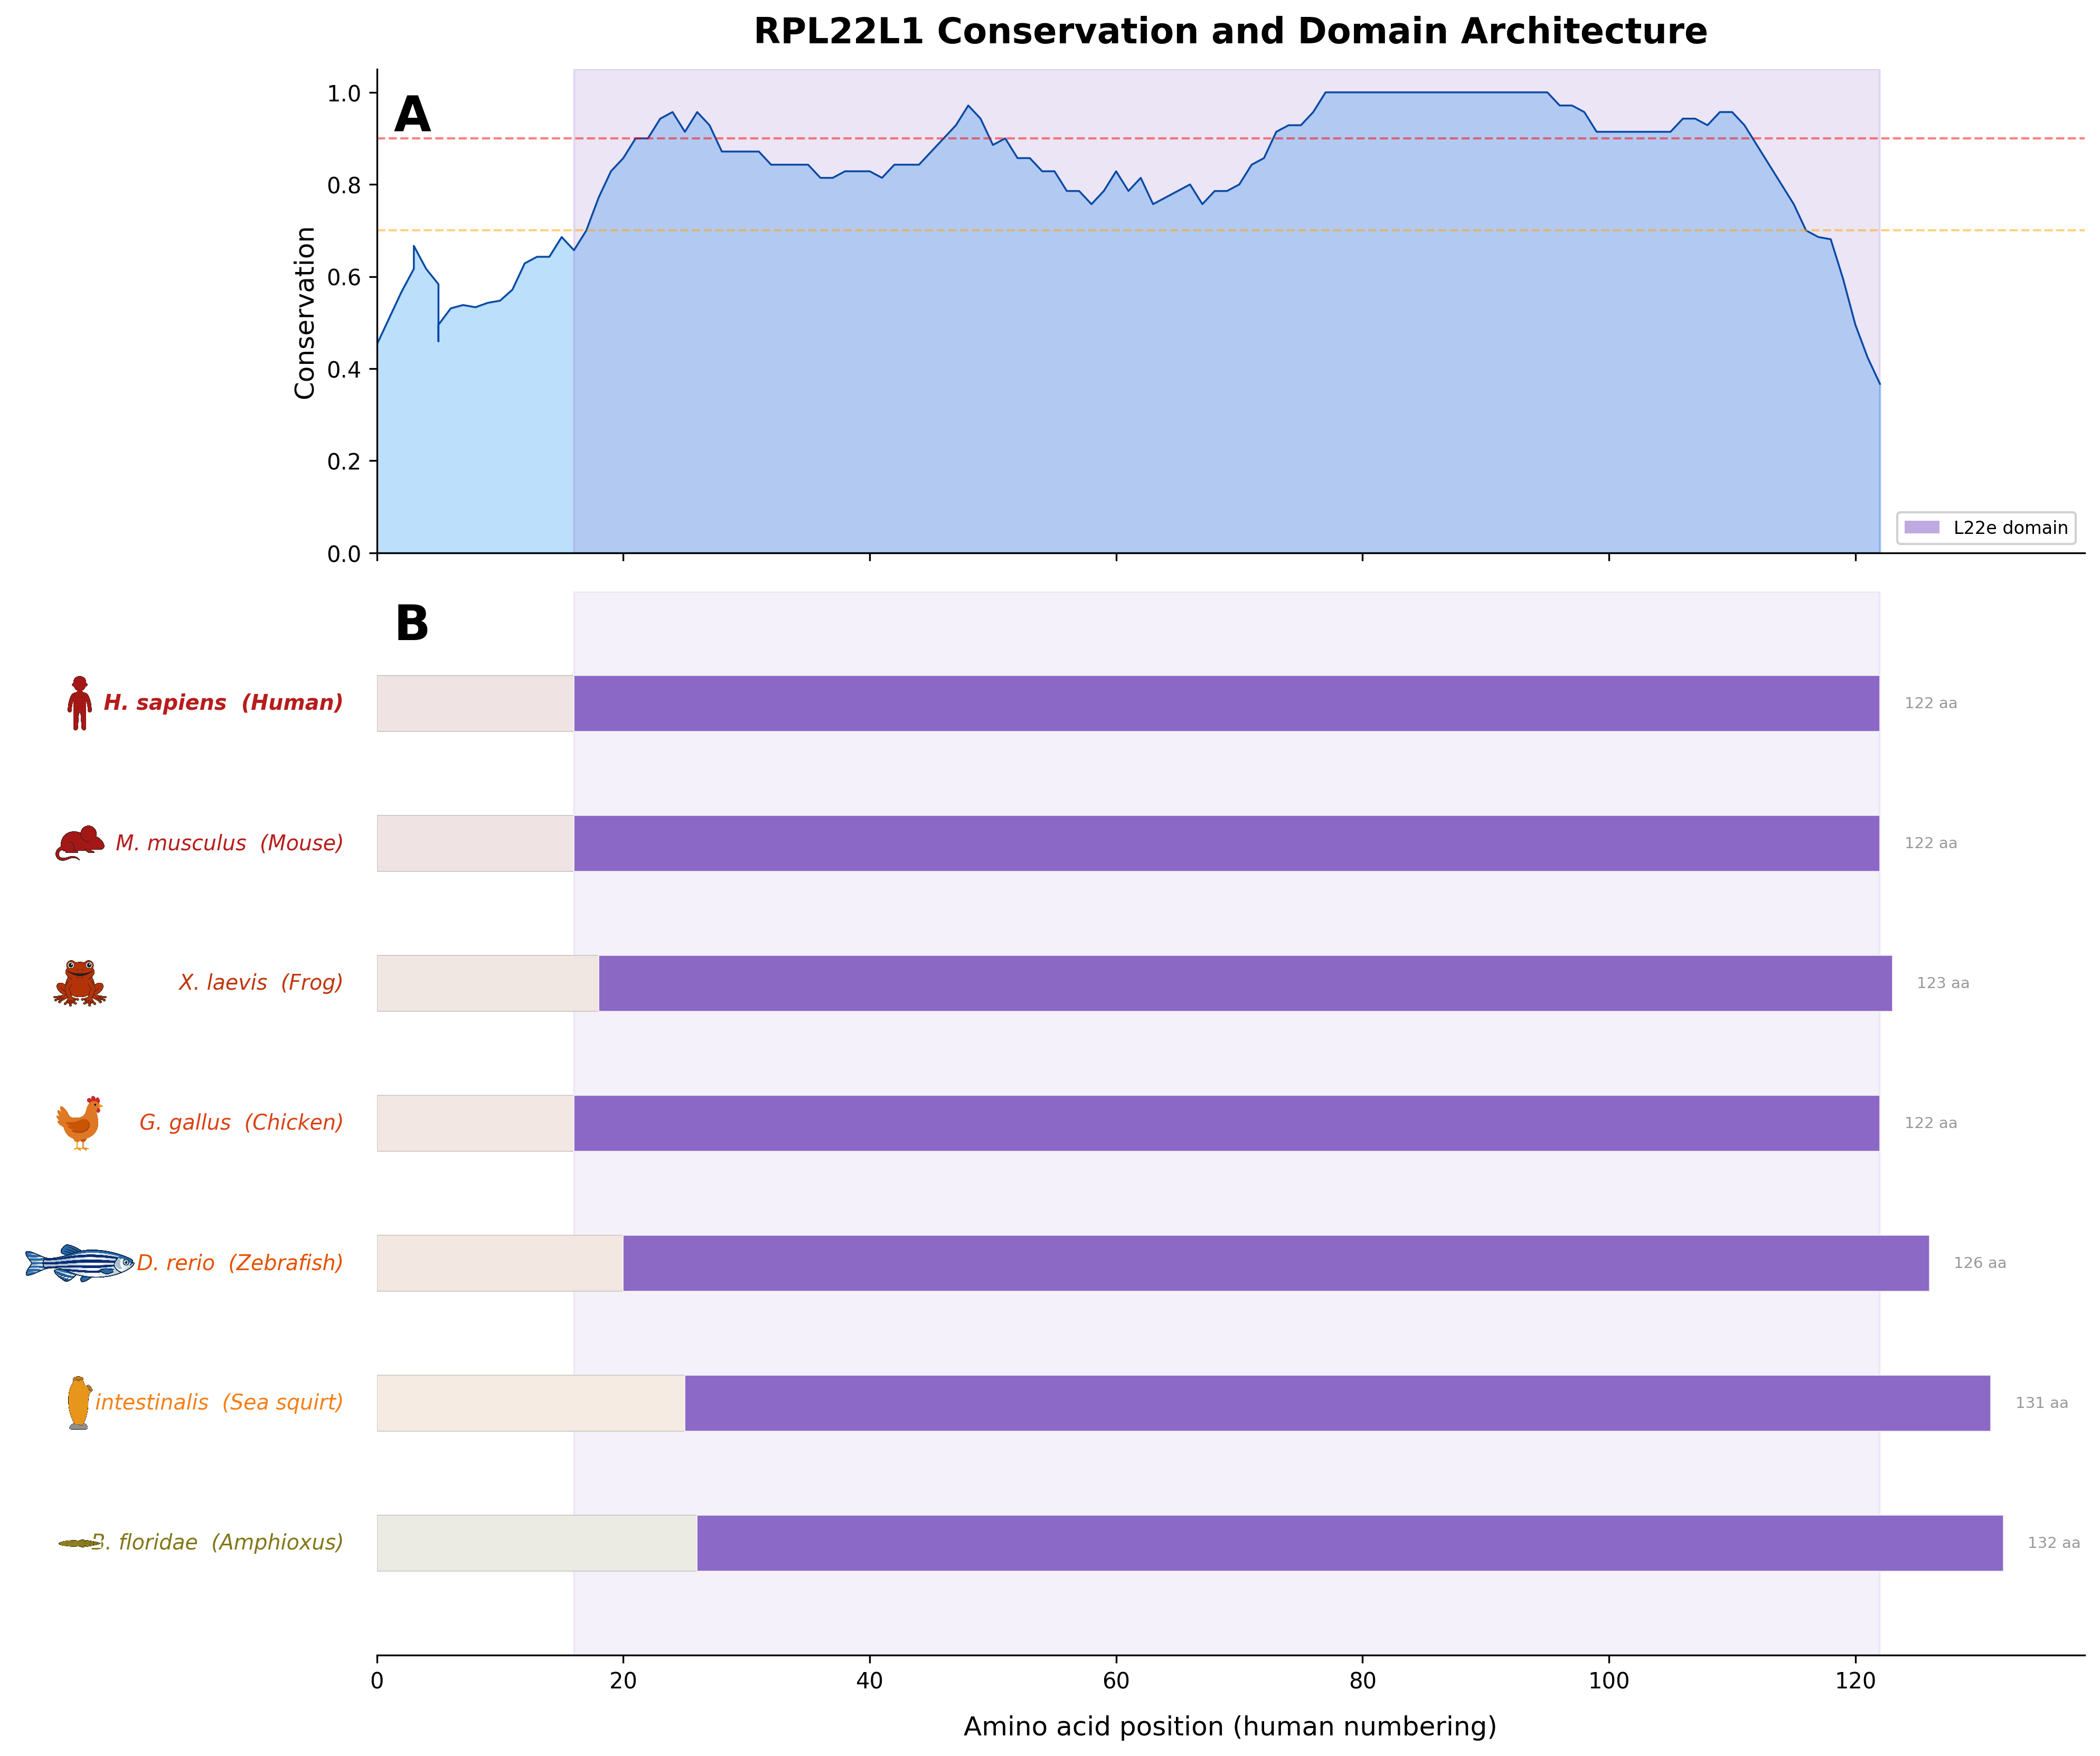 RPL22L1 Conservation and Domain Architecture
A
Conservation
1.0
0.8
0.6
0.4
0.2
0.0
L22e domain
B
H. sapiens (Human)
122 aa
M. musculus (Mouse)
122 aa
X. laevis (Frog)
123 aa
G. gallus (Chicken)
122 aa
D. rerio (Zebrafish)
126 aa
intestinalis (Sea squirt)
131 aa
B. floridae (Amphioxus)
132 aa
0 20 40 60 80 100 120
Amino acid position (human numbering)